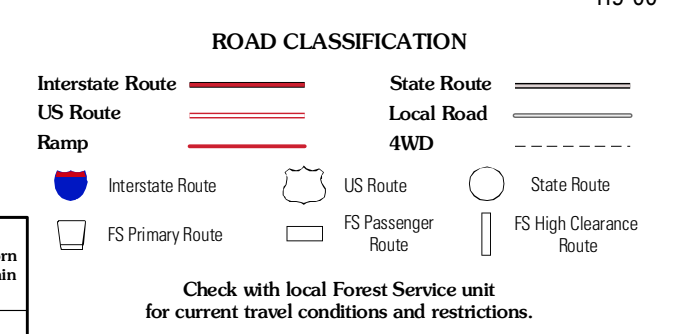 ROAD CLASSIFICATION
Interstate Route
State Route
US Route
Local Road
Ramp
4WD
Interstate Route
US Route
State Route
FS Primary Route
FS Passenger
Route
FS High Clearance
Route
Check with local Forest Service unit
for current travel conditions and restrictions.